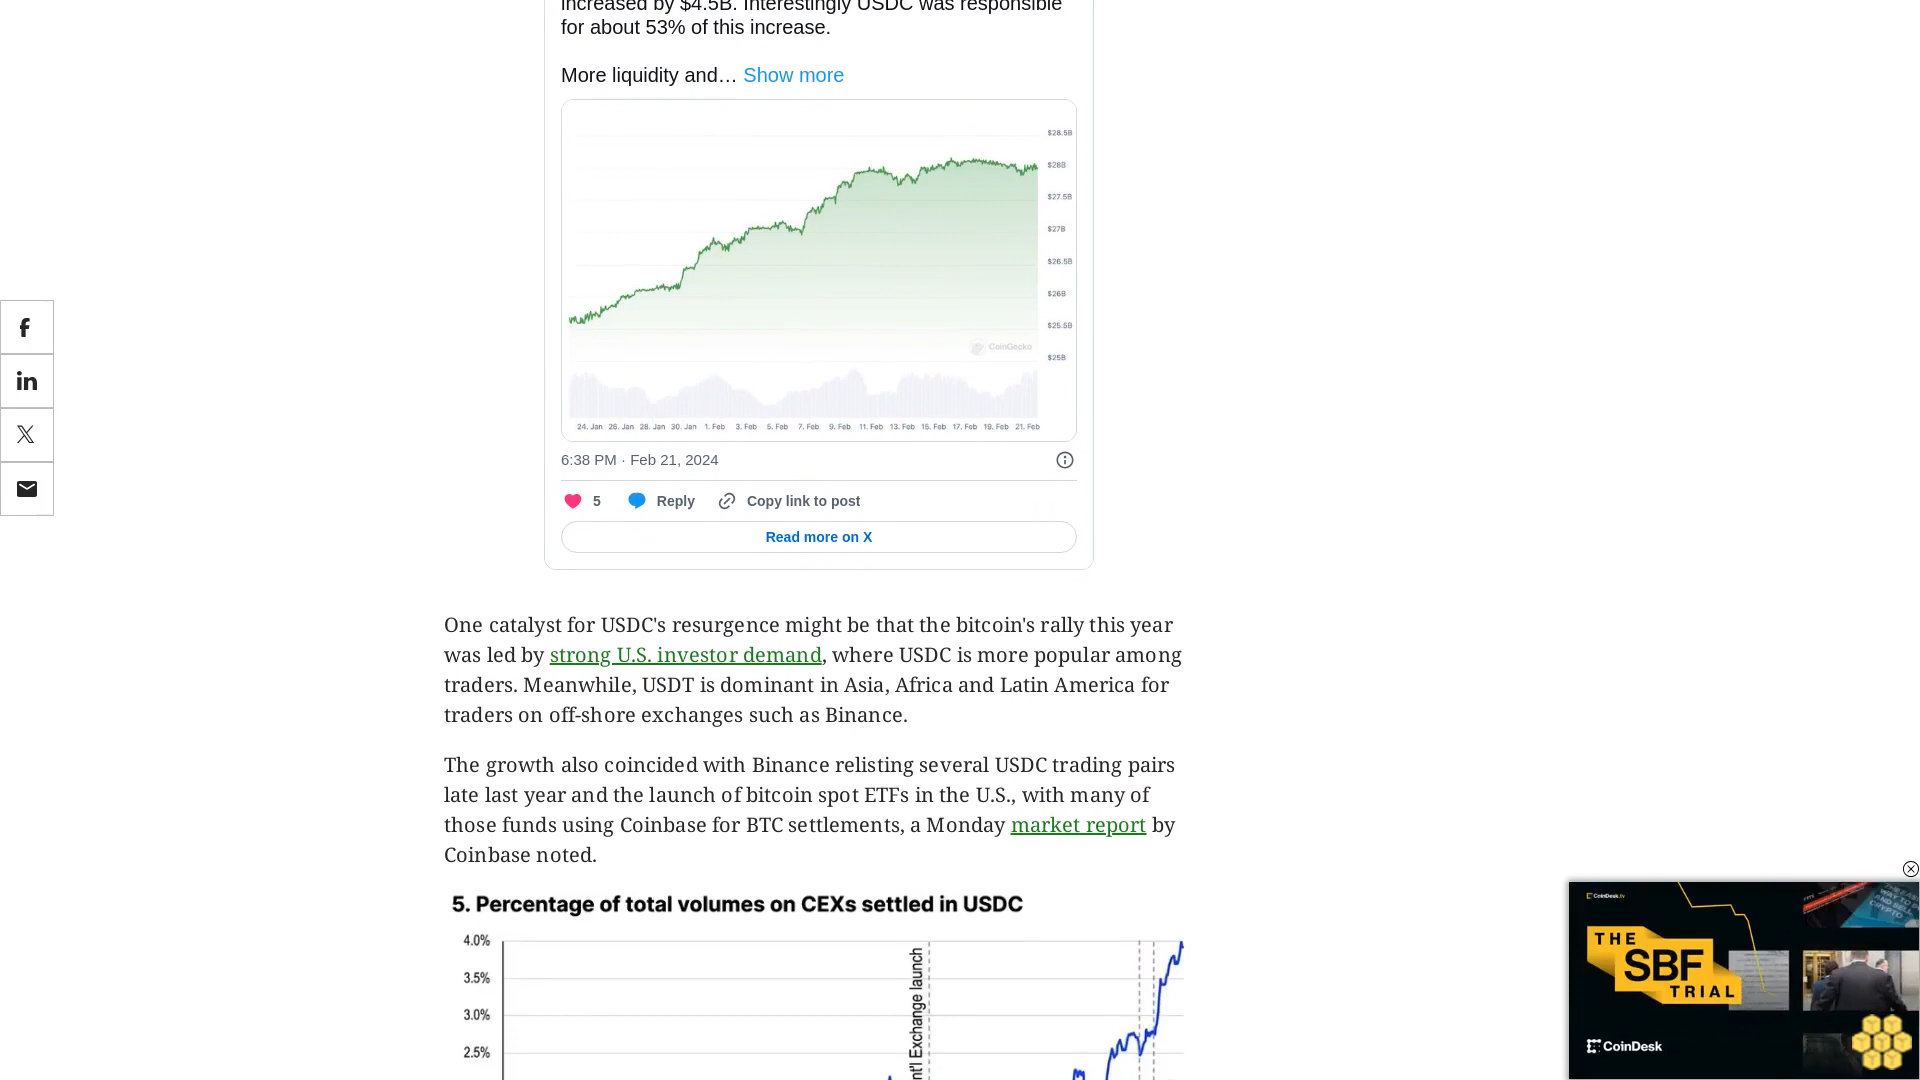 increased by $4.5B. Interestingly USDC was responsible
for about 53% of this increase.
More liquidity and… Show more
$28.5B
$28B
$27.5B
$27B
$26.5B
$26B
$25.5B
CoinGecko
$25B
24. Jan 26. Jan 28. Jan 30. Jan 1. Feb 3. Feb 5. Feb 7. Feb 9. Feb 11. Feb 13. Feb 15. Feb 17. Feb 19. Feb 21. Feb
6:38 PM · Feb 21, 2024
5 Reply Copy link to post
Read more on X
One catalyst for USDC's resurgence might be that the bitcoin's rally this year
was led by strong U.S. investor demand, where USDC is more popular among
traders. Meanwhile, USDT is dominant in Asia, Africa and Latin America for
traders on off-shore exchanges such as Binance.
The growth also coincided with Binance relisting several USDC trading pairs
late last year and the launch of bitcoin spot ETFs in the U.S., with many of
those funds using Coinbase for BTC settlements, a Monday market report by
Coinbase noted.
5. Percentage of total volumes on CEXs settled in USDC
4.0%
3.5%
3.0%
2.5%
nt'l Exchange launch
CoinDesk.tv
THE
SBF
TRIAL
CoinDesk